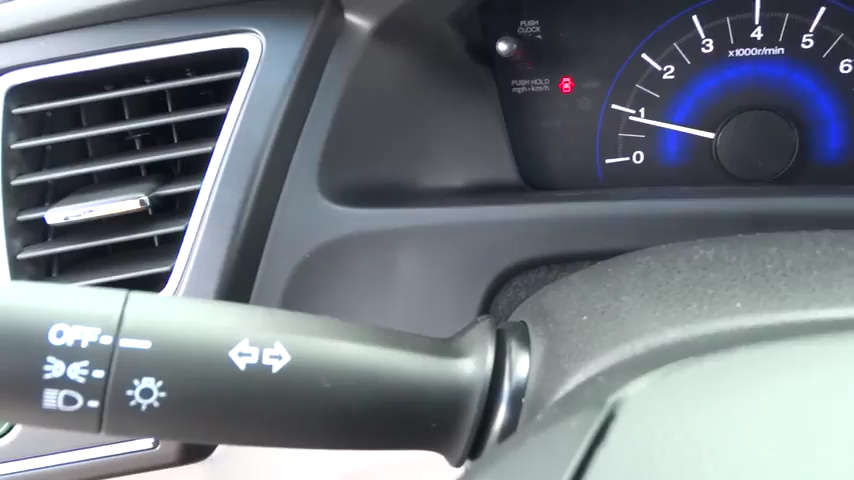 PUSH
CLOCK
PUSH HOLD
mph↔km/h
x1000r/min
0
1
2
3
4
5
6
OFF